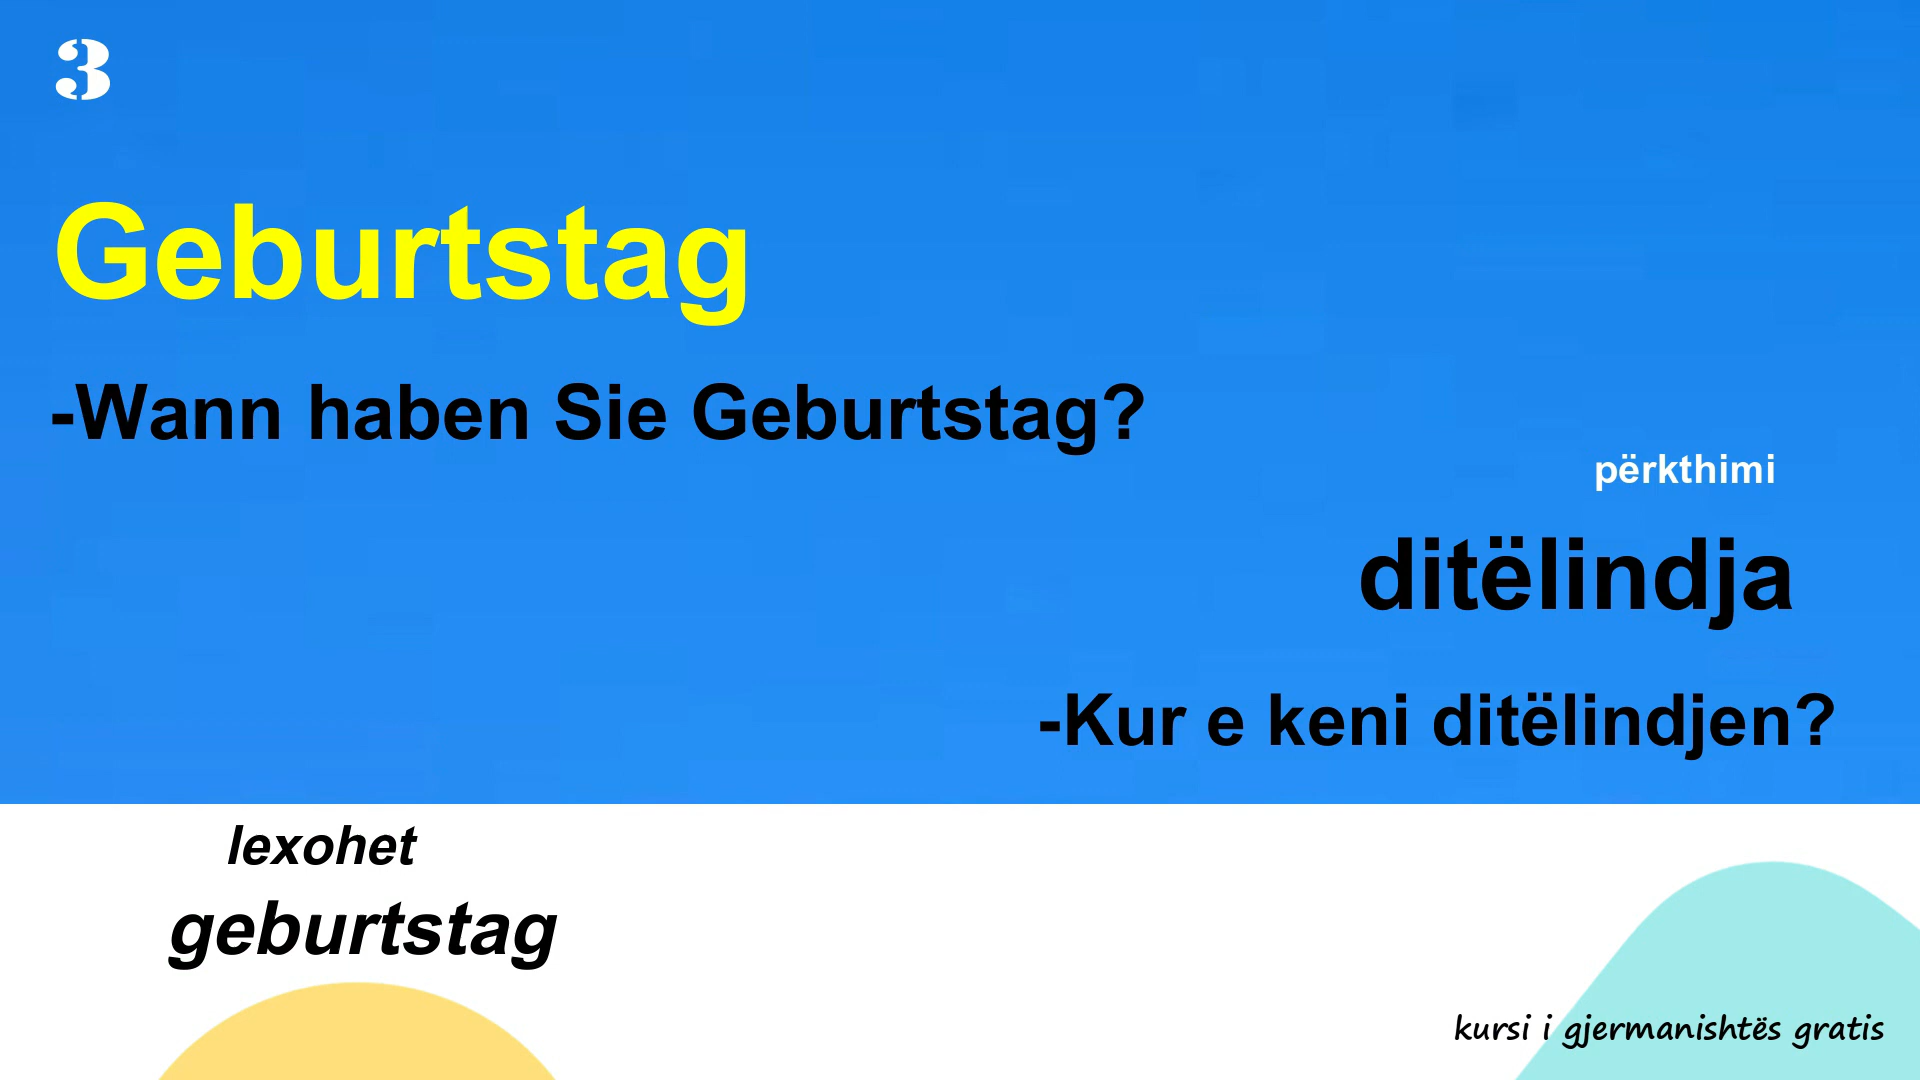 3
Geburtstag
-Wann haben Sie Geburtstag?
përkthimi
ditëlindja
-Kur e keni ditëlindjen?
lexohet
geburtstag
kursi i gjermanishtës gratis